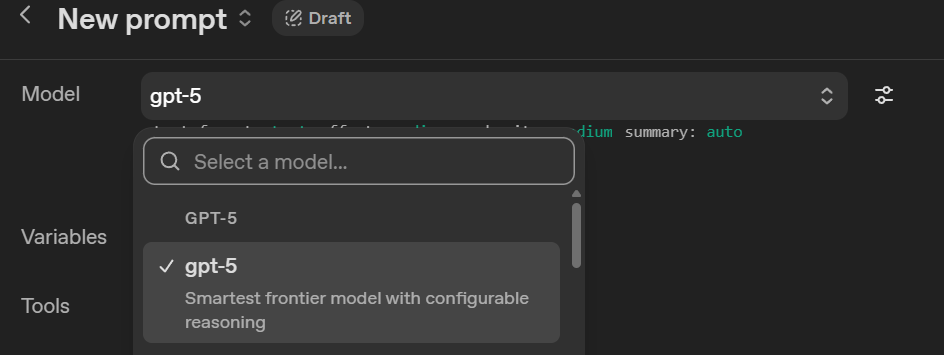 New prompt
Draft
Model
gpt-5
summary: auto
Select a model...
GPT-5
Variables
gpt-5
Smartest frontier model with configurable
reasoning
Tools